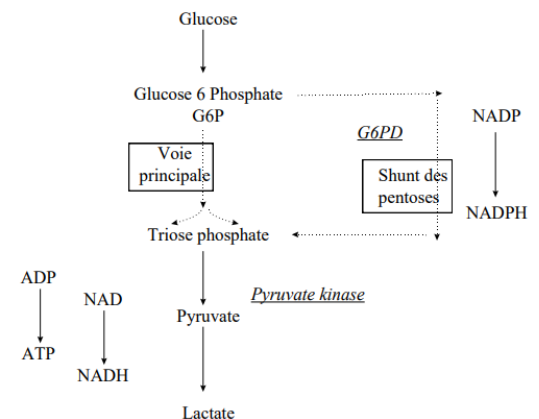 Glucose
Glucose 6 Phosphate
G6P
G6PD
NADP
Voie
principale
Shunt des
pentoses
NADPH
Triose phosphate
ADP
NAD
Pyruvate kinase
Pyruvate
ATP
NADH
Lactate